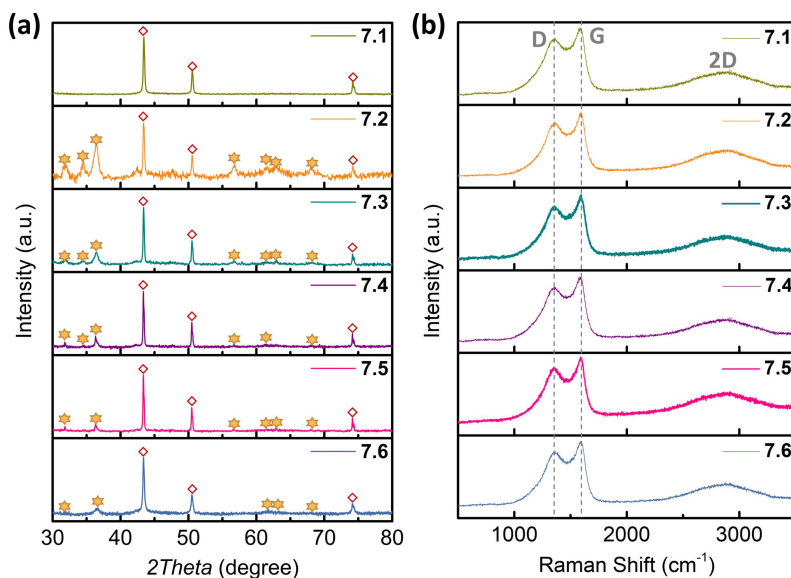 (a)
7.1
7.2
7.3
7.4
7.5
7.6
Intensity (a.u.)
30 40 50 60 70 80
2Theta (degree)
(b)
D G 2D
7.1
7.2
7.3
7.4
7.5
7.6
Intensity (a.u.)
1000 2000 3000
Raman Shift (cm⁻¹)